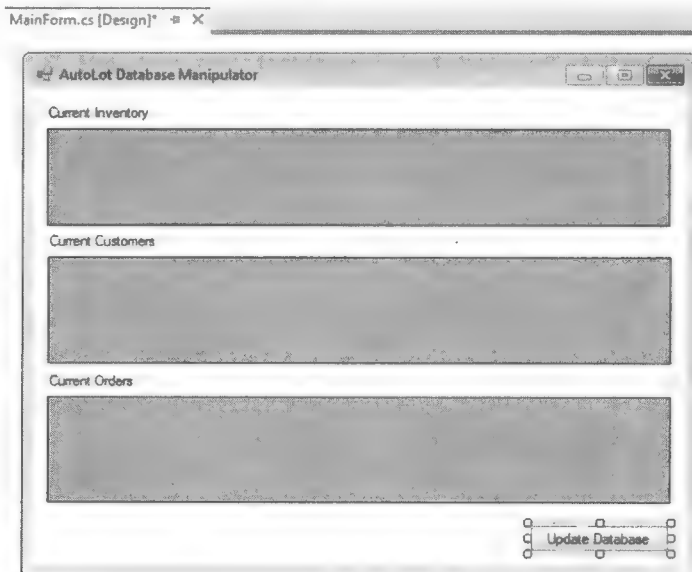 MainForm.cs [Design]*
AutoLot Database Manipulator
Current Inventory
Current Customers
Current Orders
Update Database